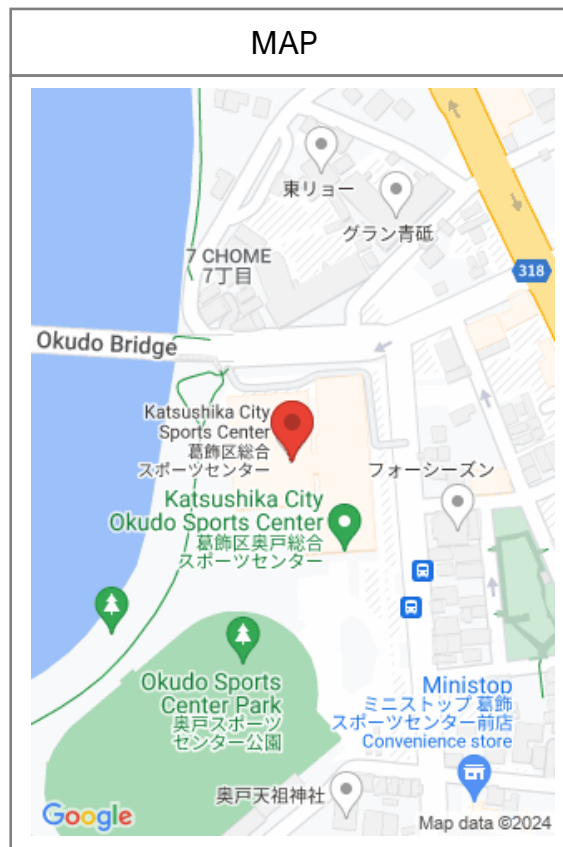 MAP
東リョー
グラン青砥
7 CHOME
7丁目
318
Okudo Bridge
Katsushika City
Sports Center
葛飾区総合
スポーツセンター
フォーシーズン
Katsushika City
Okudo Sports Center
葛飾区奥戸総合
スポーツセンター
Okudo Sports
Center Park
奥戸スポーツ
センター公園
Ministop
ミニストップ 葛飾
スポーツセンター前店
Convenience store
奥戸天祖神社
Google
Map data ©2024